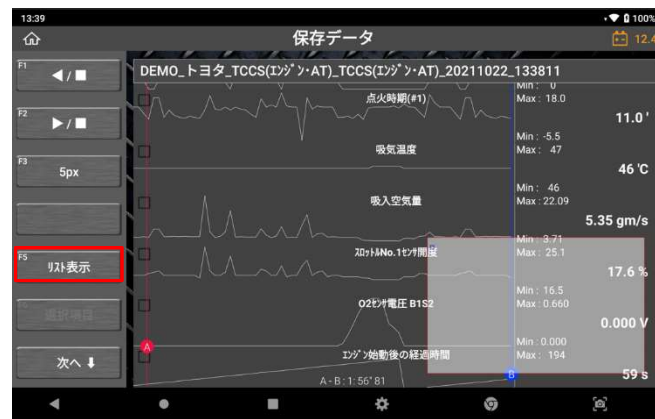 13:39
100%
保存データ
12.4
F1
◀/■
DEMO_トヨタ_TCCS(ｴﾝｼﾞﾝ･AT)_TCCS(ｴﾝｼﾞﾝ･AT)_20211022_133811
Min : 0
点火時期(#1)
Max : 18.0
11.0 '
F2
▶/■
Min : -5.5
吸気温度
Max : 47
46 'C
F3
5px
Min : 46
吸入空気量
Max : 22.09
5.35 gm/s
Min : 3.71
F5
ﾘｽﾄ表示
ｽﾛｯﾄﾙNo.1ｾﾝｻ開度
Max : 25.1
17.6 %
Min : 16.5
選択項目
O2ｾﾝｻ電圧 B1S2
Max : 0.660
0.000 V
Min : 0.000
A
次へ ⬇
ｴﾝｼﾞﾝ始動後の経過時間
Max : 194
A - B : 1:56" 81
B
59 s